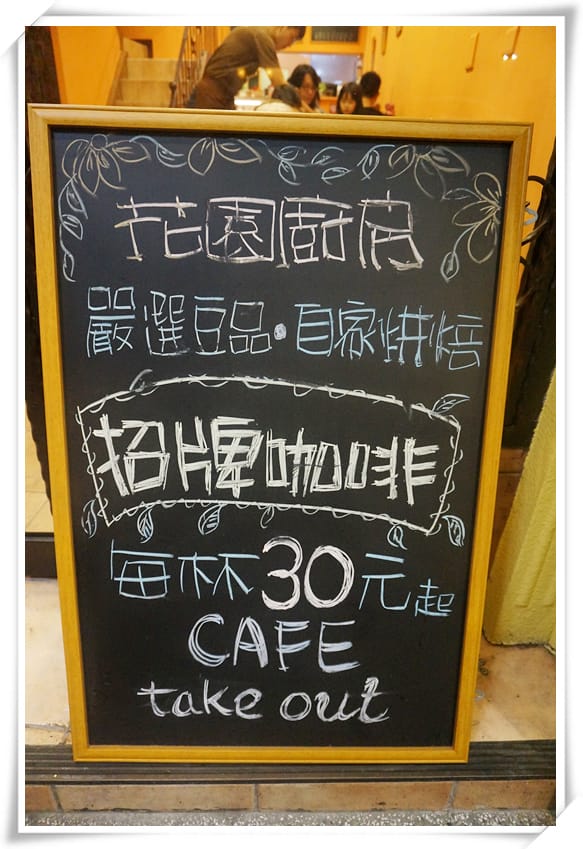 花園廚房
嚴選豆品·自家烘焙
招牌咖啡
每杯30元起
CAFE
take out